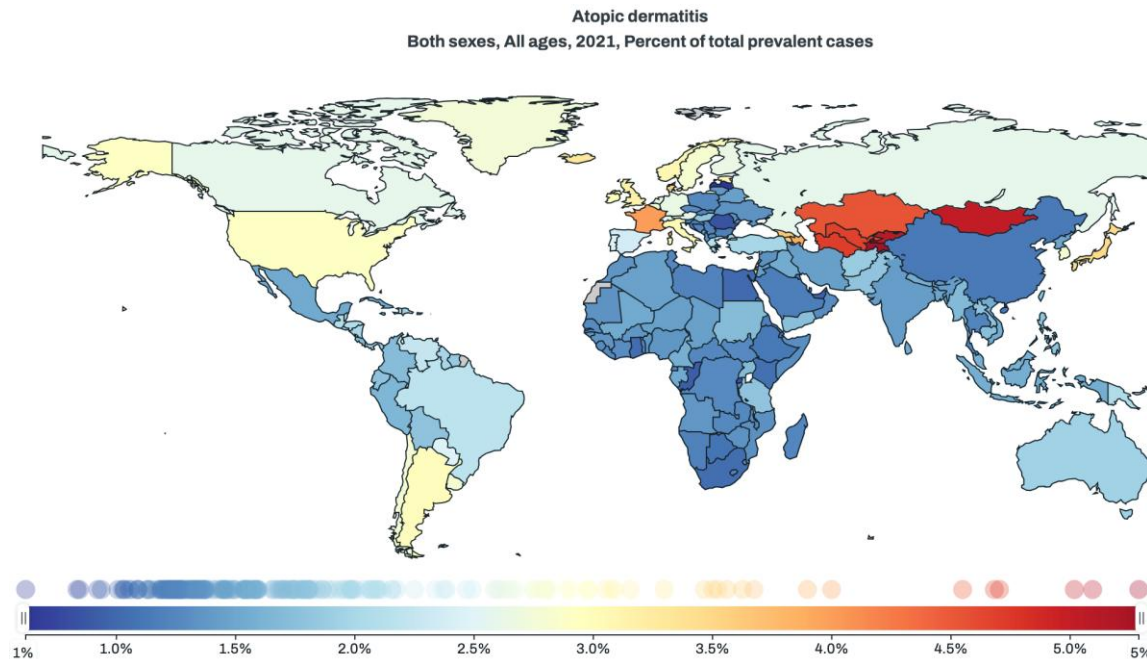 Atopic dermatitis
Both sexes, All ages, 2021, Percent of total prevalent cases
1% 1.0% 1.5% 2.0% 2.5% 3.0% 3.5% 4.0% 4.5% 5.0% 5%